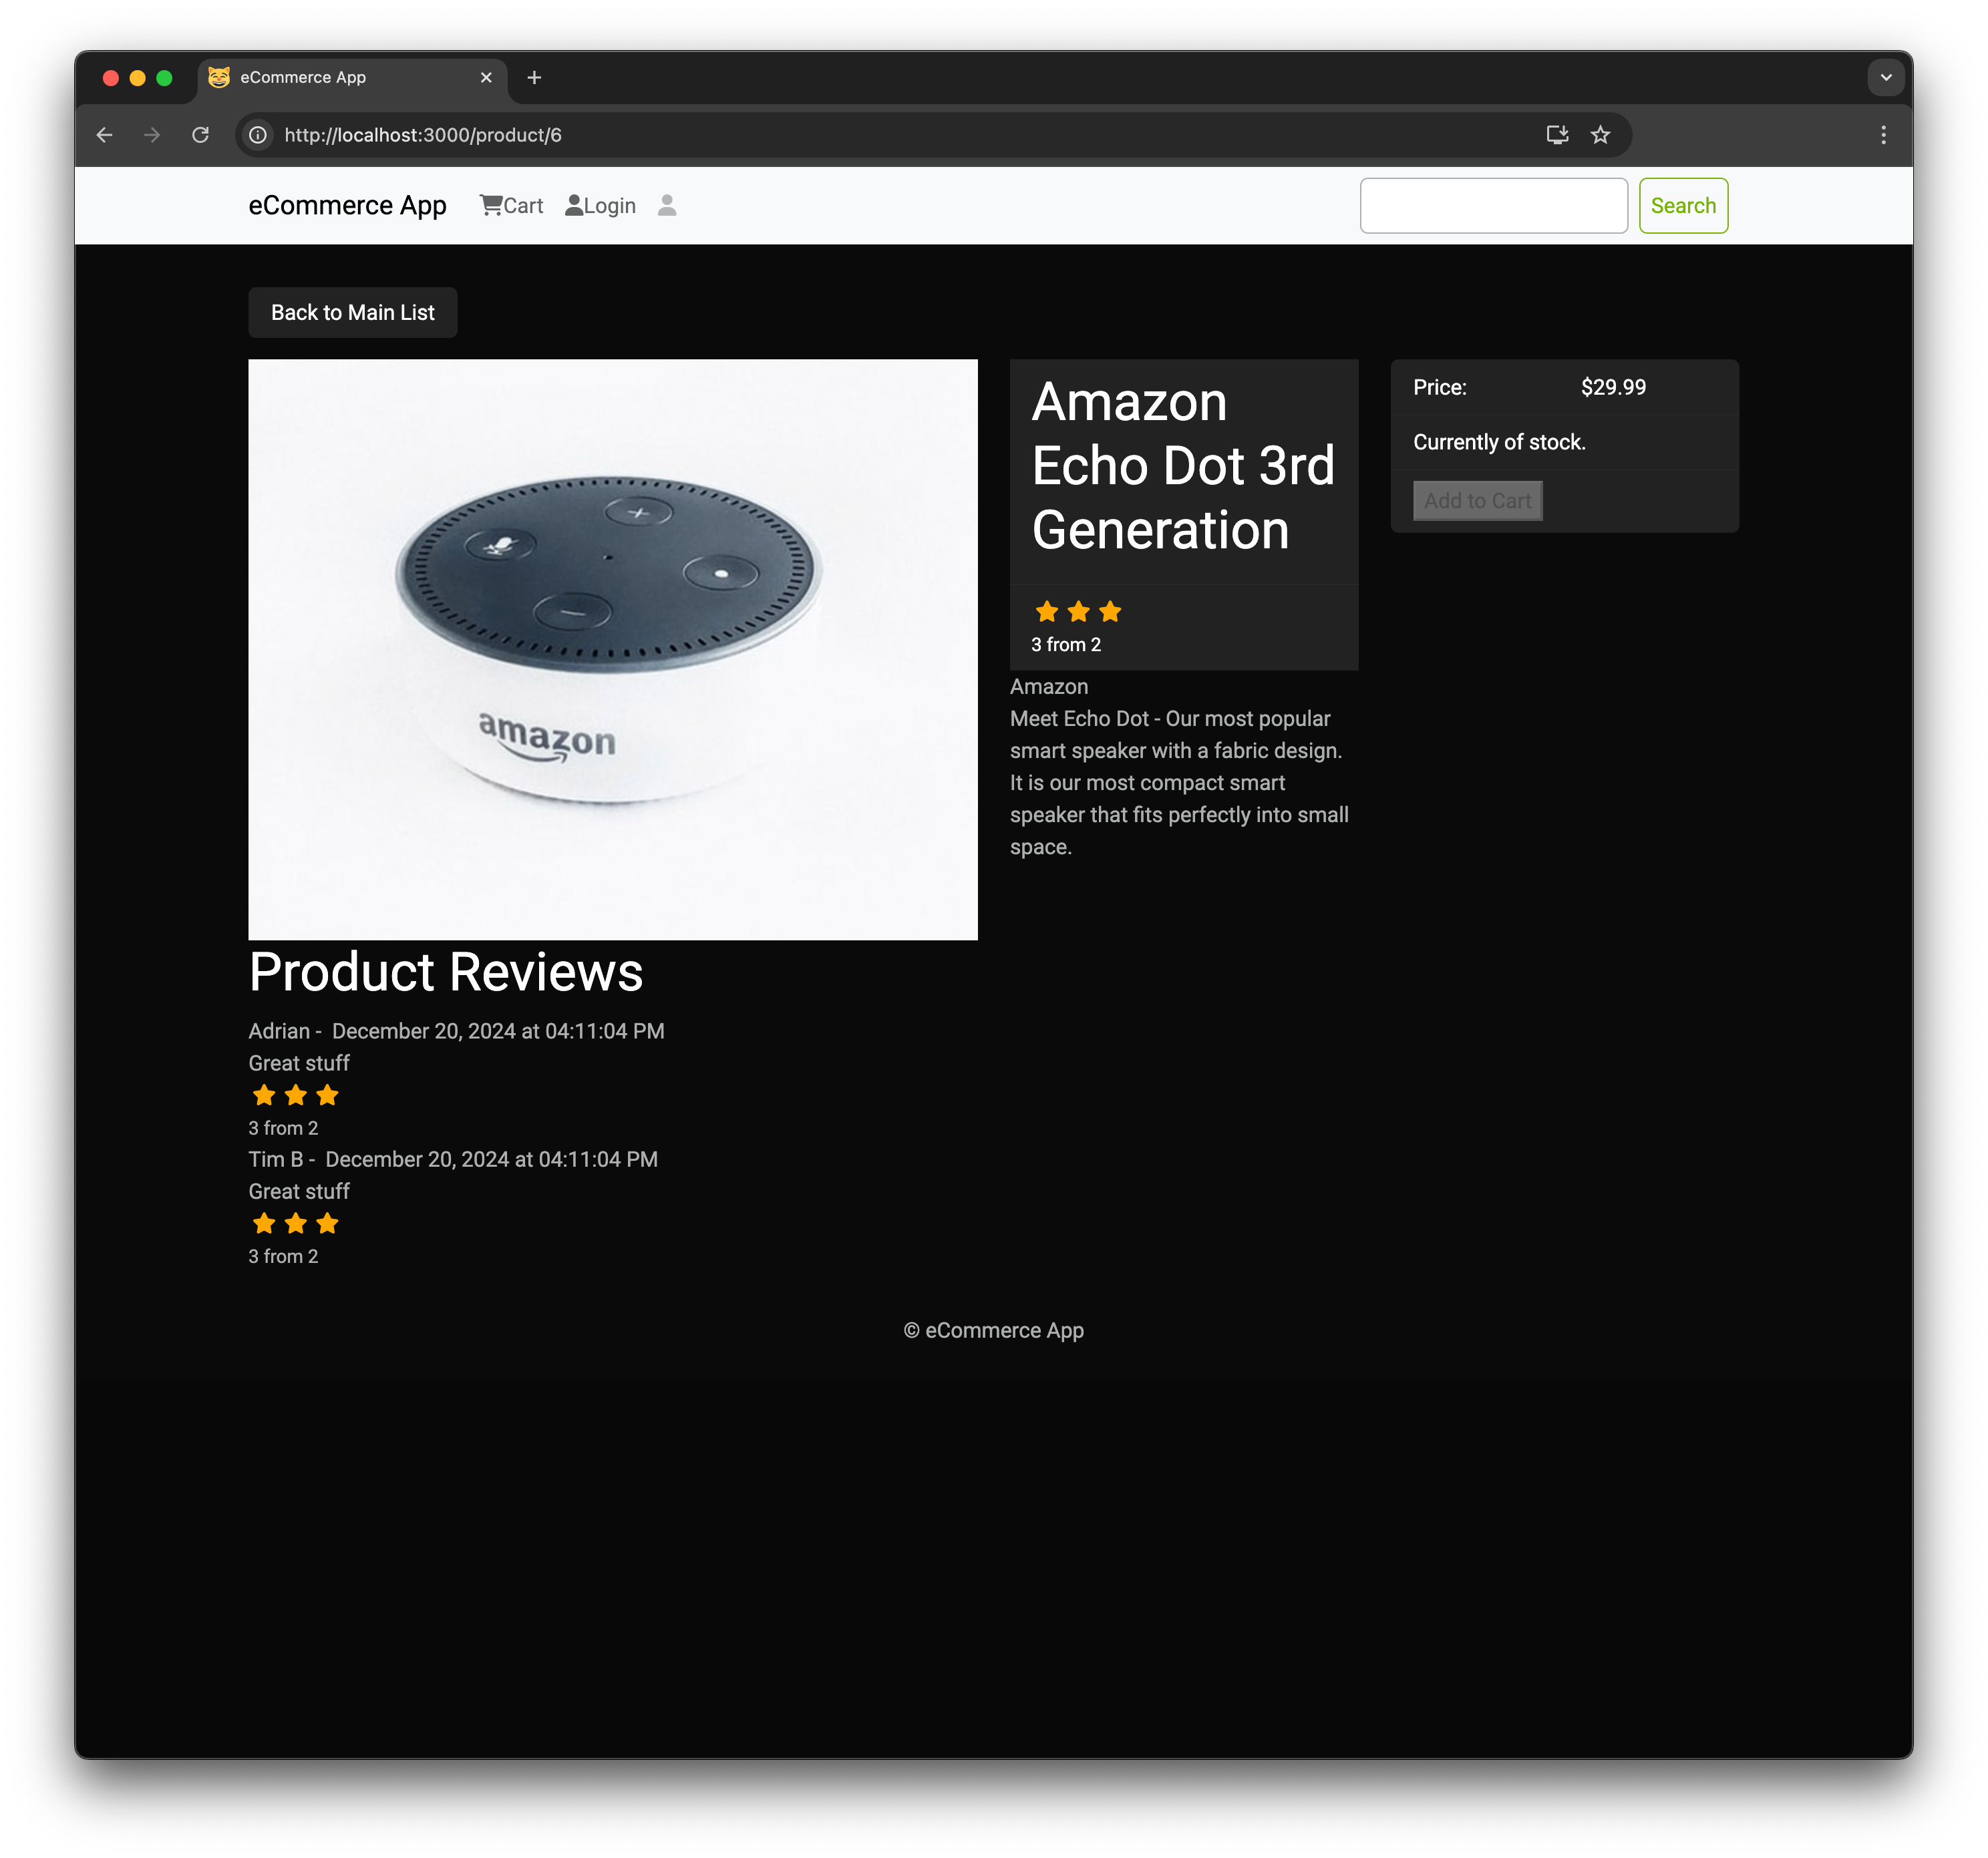 eCommerce App
http://localhost:3000/product/6
eCommerce App Cart Login Search
Back to Main List
amazon
Amazon
Echo Dot 3rd
Generation
3 from 2
Amazon
Meet Echo Dot - Our most popular
smart speaker with a fabric design.
It is our most compact smart
speaker that fits perfectly into small
space.
Price: $29.99
Currently of stock.
Add to Cart
Product Reviews
Adrian - December 20, 2024 at 04:11:04 PM
Great stuff
3 from 2
Tim B - December 20, 2024 at 04:11:04 PM
Great stuff
3 from 2
© eCommerce App